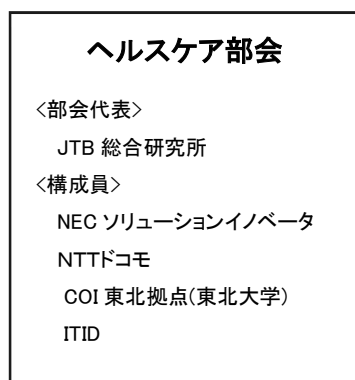 ヘルスケア部会
<部会代表>
JTB 総合研究所
<構成員>
NEC ソリューションイノベータ
NTTドコモ
COI 東北拠点(東北大学)
ITID